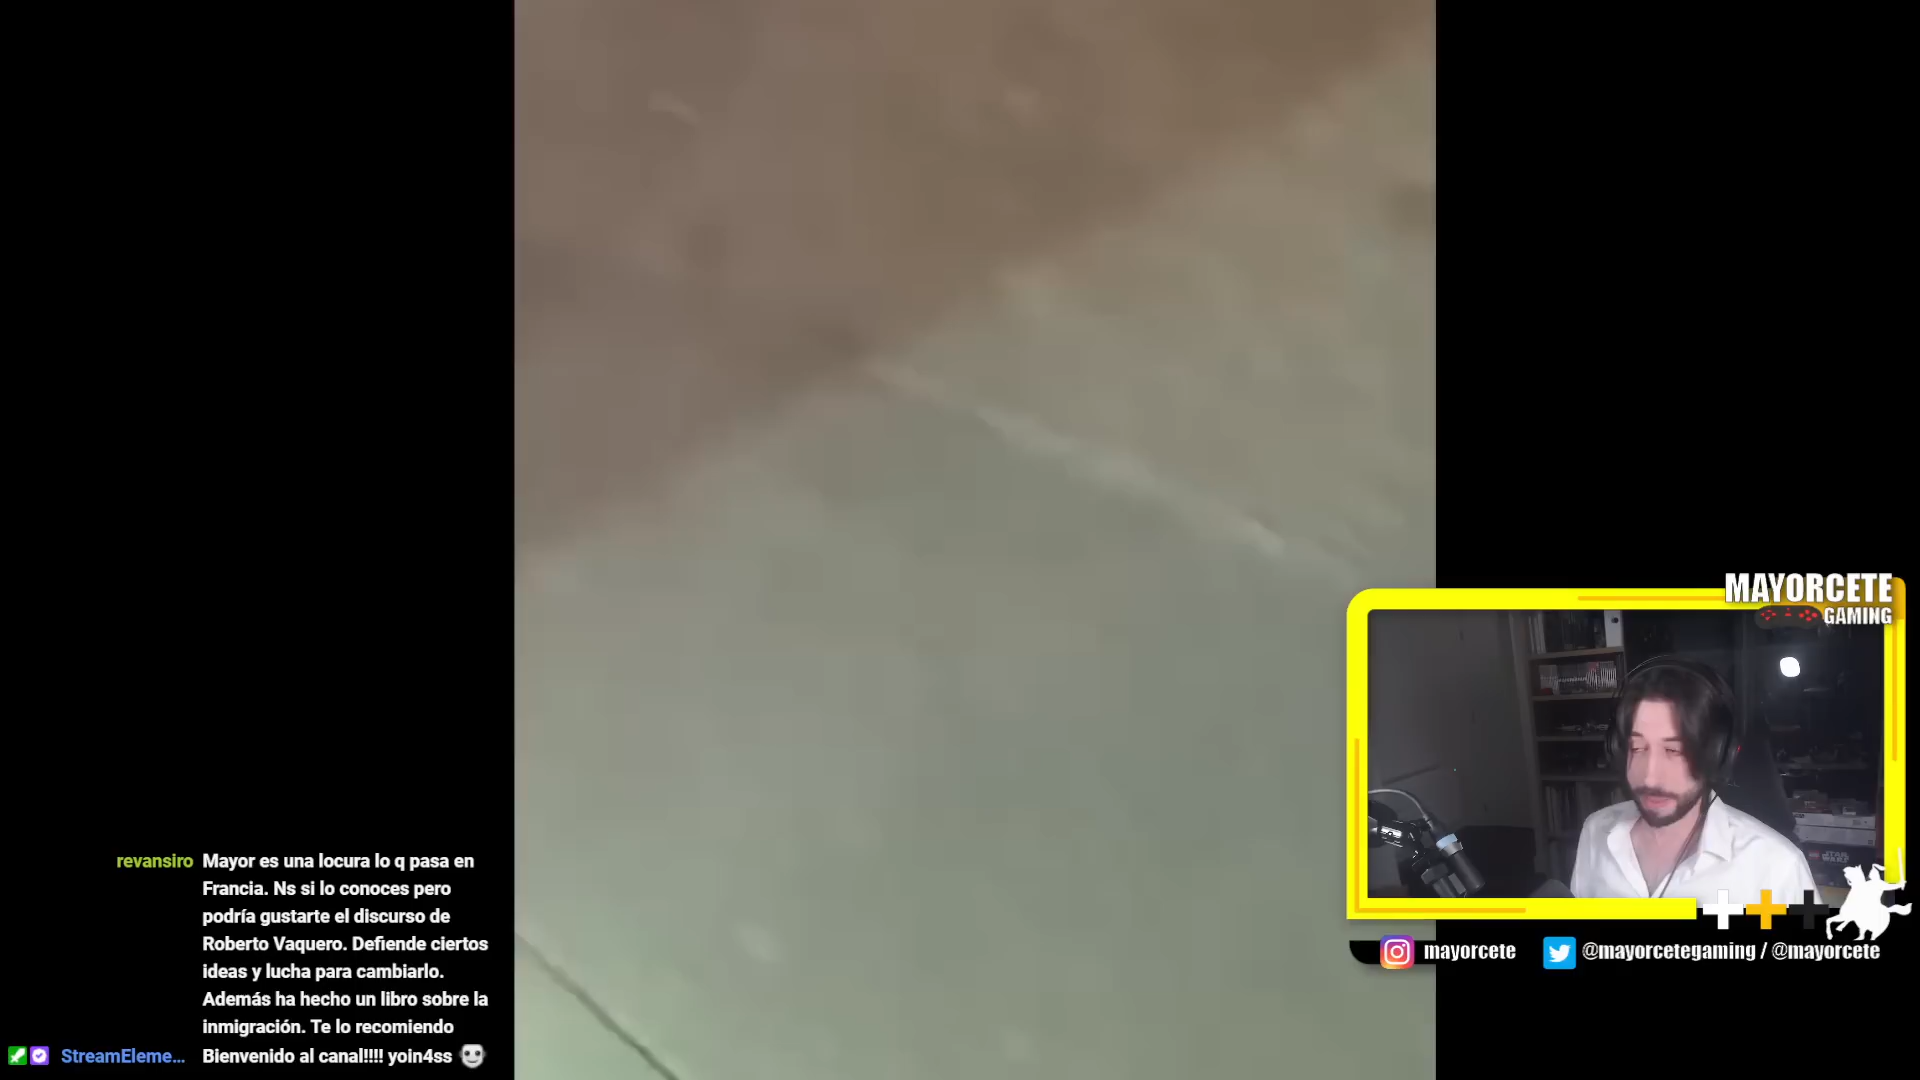 MAYORCETE
GAMING
STAR
WARS
mayorcete
@mayorcetegaming / @mayorcete
revansiro Mayor es una locura lo q pasa en
Francia. Ns si lo conoces pero
podría gustarte el discurso de
Roberto Vaquero. Defiende ciertos
ideas y lucha para cambiarlo.
Además ha hecho un libro sobre la
inmigración. Te lo recomiendo
StreamEleme... Bienvenido al canal!!!! yoin4ss